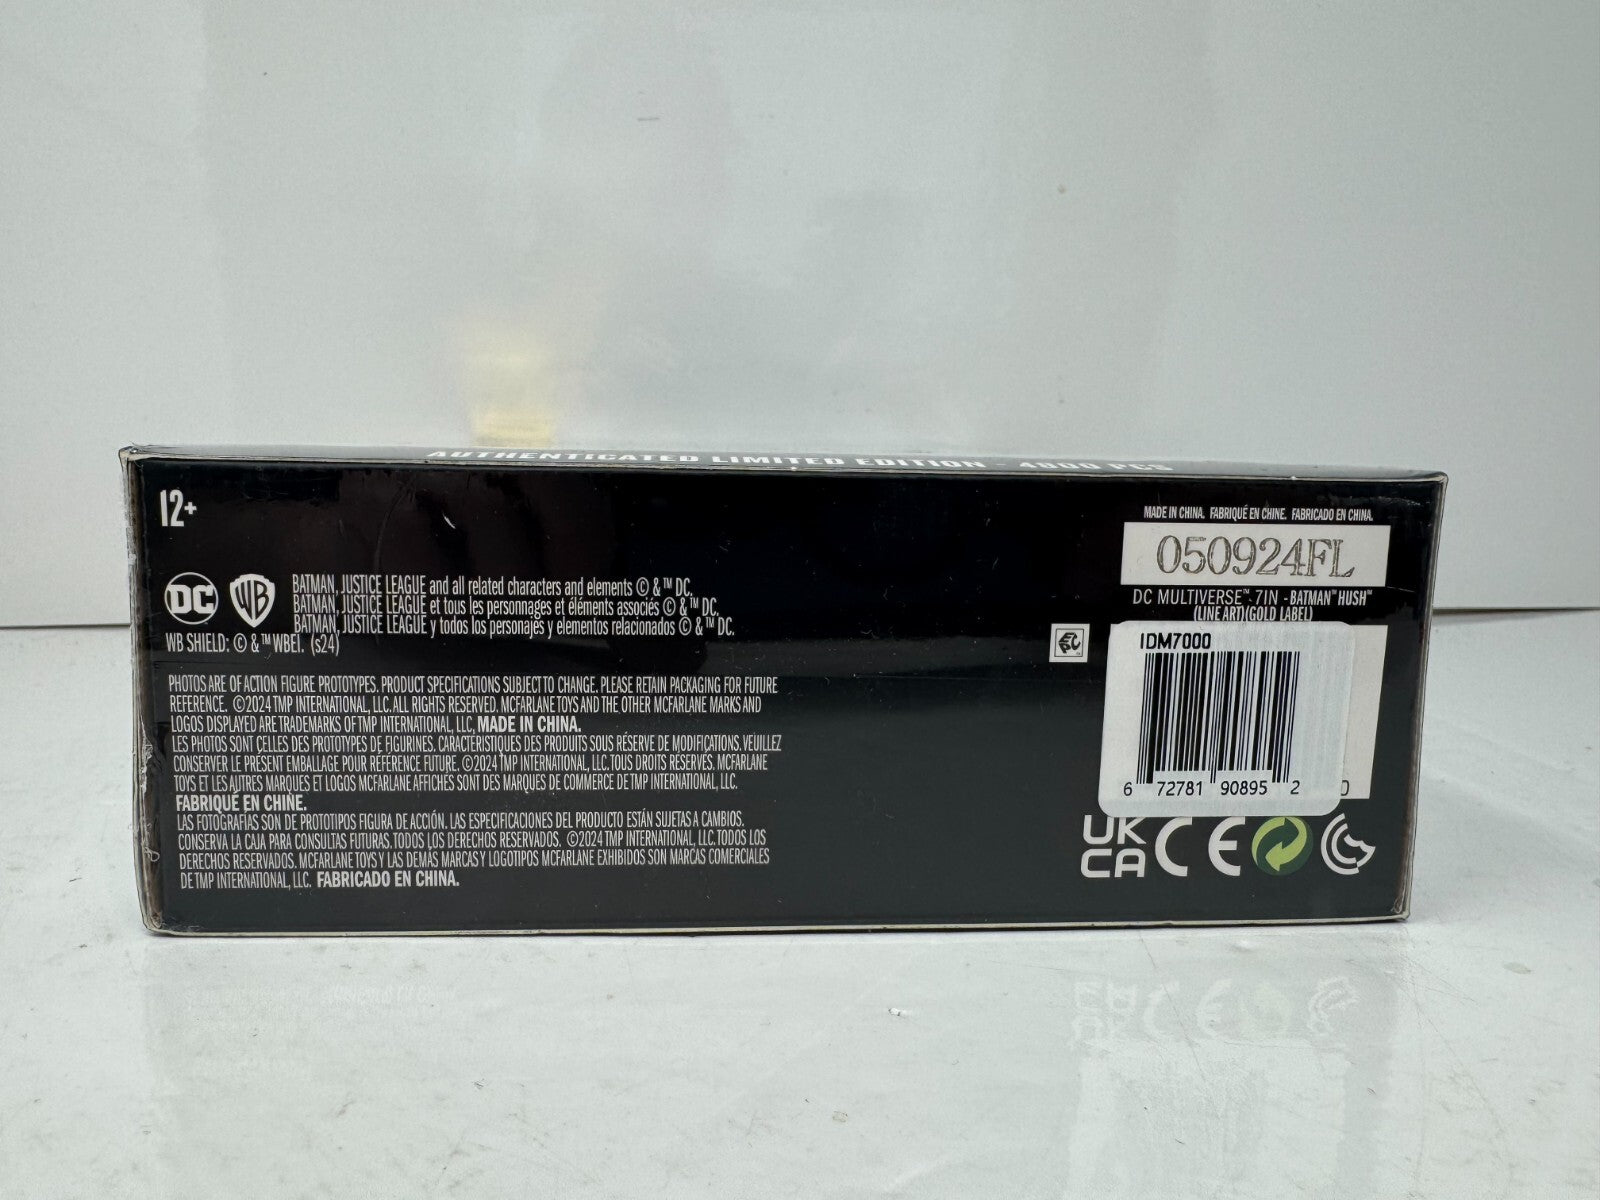 AUTHENTICATED LIMITED EDITION - 4800 PCS
12+
DC
WB
BATMAN, JUSTICE LEAGUE and all related characters and elements © & ™ DC.
BATMAN, JUSTICE LEAGUE et tous les personnages et éléments associés © & ™ DC.
BATMAN, JUSTICE LEAGUE y todos los personajes y elementos relacionados © & ™ DC.
WB SHIELD: © & ™ WBEI. (s24)
PHOTOS ARE OF ACTION FIGURE PROTOTYPES. PRODUCT SPECIFICATIONS SUBJECT TO CHANGE. PLEASE RETAIN PACKAGING FOR FUTURE
REFERENCE. ©2024 TMP INTERNATIONAL, LLC. ALL RIGHTS RESERVED. MCFARLANE TOYS AND THE OTHER MCFARLANE MARKS AND
LOGOS DISPLAYED ARE TRADEMARKS OF TMP INTERNATIONAL, LLC. MADE IN CHINA.
LES PHOTOS SONT CELLES DES PROTOTYPES DE FIGURINES. CARACTÉRISTIQUES DES PRODUITS SOUS RÉSERVE DE MODIFICATIONS. VEUILLEZ
CONSERVER LE PRÉSENT EMBALLAGE POUR RÉFÉRENCE FUTURE. ©2024 TMP INTERNATIONAL, LLC. TOUS DROITS RÉSERVÉS. MCFARLANE
TOYS ET LES AUTRES MARQUES ET LOGOS MCFARLANE AFFICHÉS SONT DES MARQUES DE COMMERCE DE TMP INTERNATIONAL, LLC.
FABRIQUÉ EN CHINE.
LAS FOTOGRAFÍAS SON DE PROTOTIPOS FIGURA DE ACCIÓN. LAS ESPECIFICACIONES DEL PRODUCTO ESTÁN SUJETAS A CAMBIOS.
CONSERVA LA CAJA PARA CONSULTAS FUTURAS. TODOS LOS DERECHOS RESERVADOS. ©2024 TMP INTERNATIONAL, LLC. TODOS LOS
DERECHOS RESERVADOS. MCFARLANE TOYS Y LAS DEMÁS MARCAS Y LOGOTIPOS MCFARLANE EXHIBIDOS SON MARCAS COMERCIALES
DE TMP INTERNATIONAL, LLC. FABRICADO EN CHINA.
MADE IN CHINA. FABRIQUÉ EN CHINE. FABRICADO EN CHINA.
050924FL
DC MULTIVERSE™ 7IN - BATMAN™ HUSH™
(LINE ART)(GOLD LABEL)
EPC
IDM7000
6 72781 90895 2 0
UK
CA CE